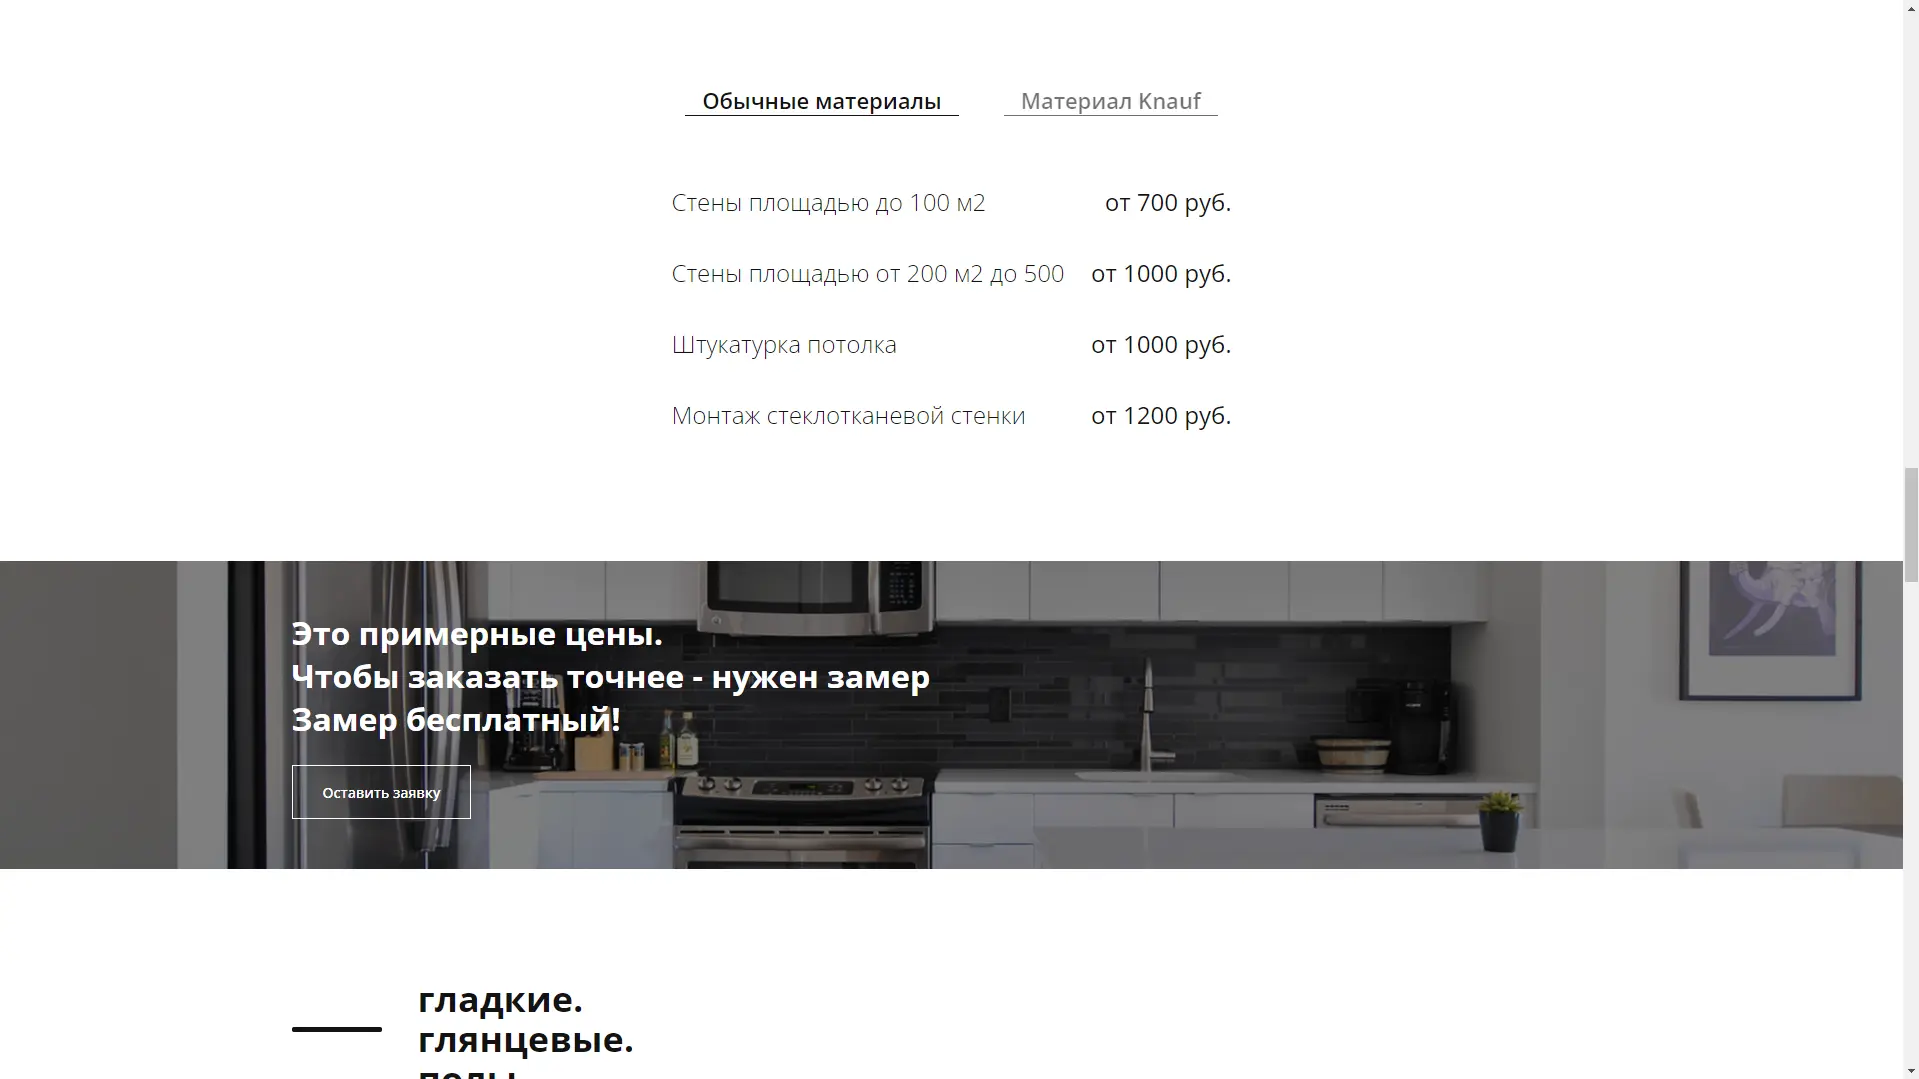 Обычные материалы Материал Knauf
Стены площадью до 100 м2 от 700 руб.
Стены площадью от 200 м2 до 500 от 1000 руб.
Штукатурка потолка от 1000 руб.
Монтаж стеклотканевой стенки от 1200 руб.
Это примерные цены.
Чтобы заказать точнее - нужен замер
Замер бесплатный!
Оставить заявку
гладкие.
глянцевые.
полы